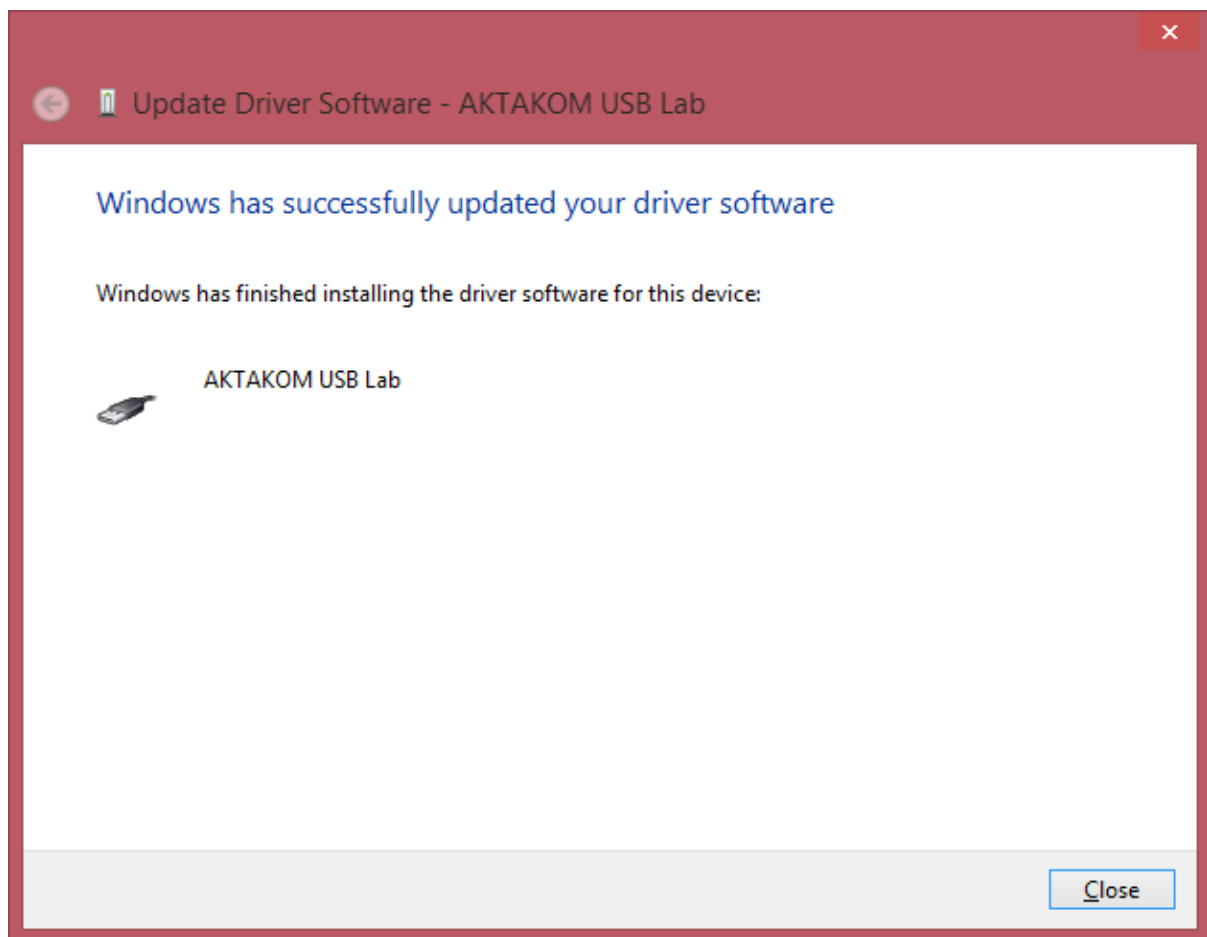 Update Driver Software - AKTAKOM USB Lab
Windows has successfully updated your driver software
Windows has finished installing the driver software for this device:
AKTAKOM USB Lab
Close